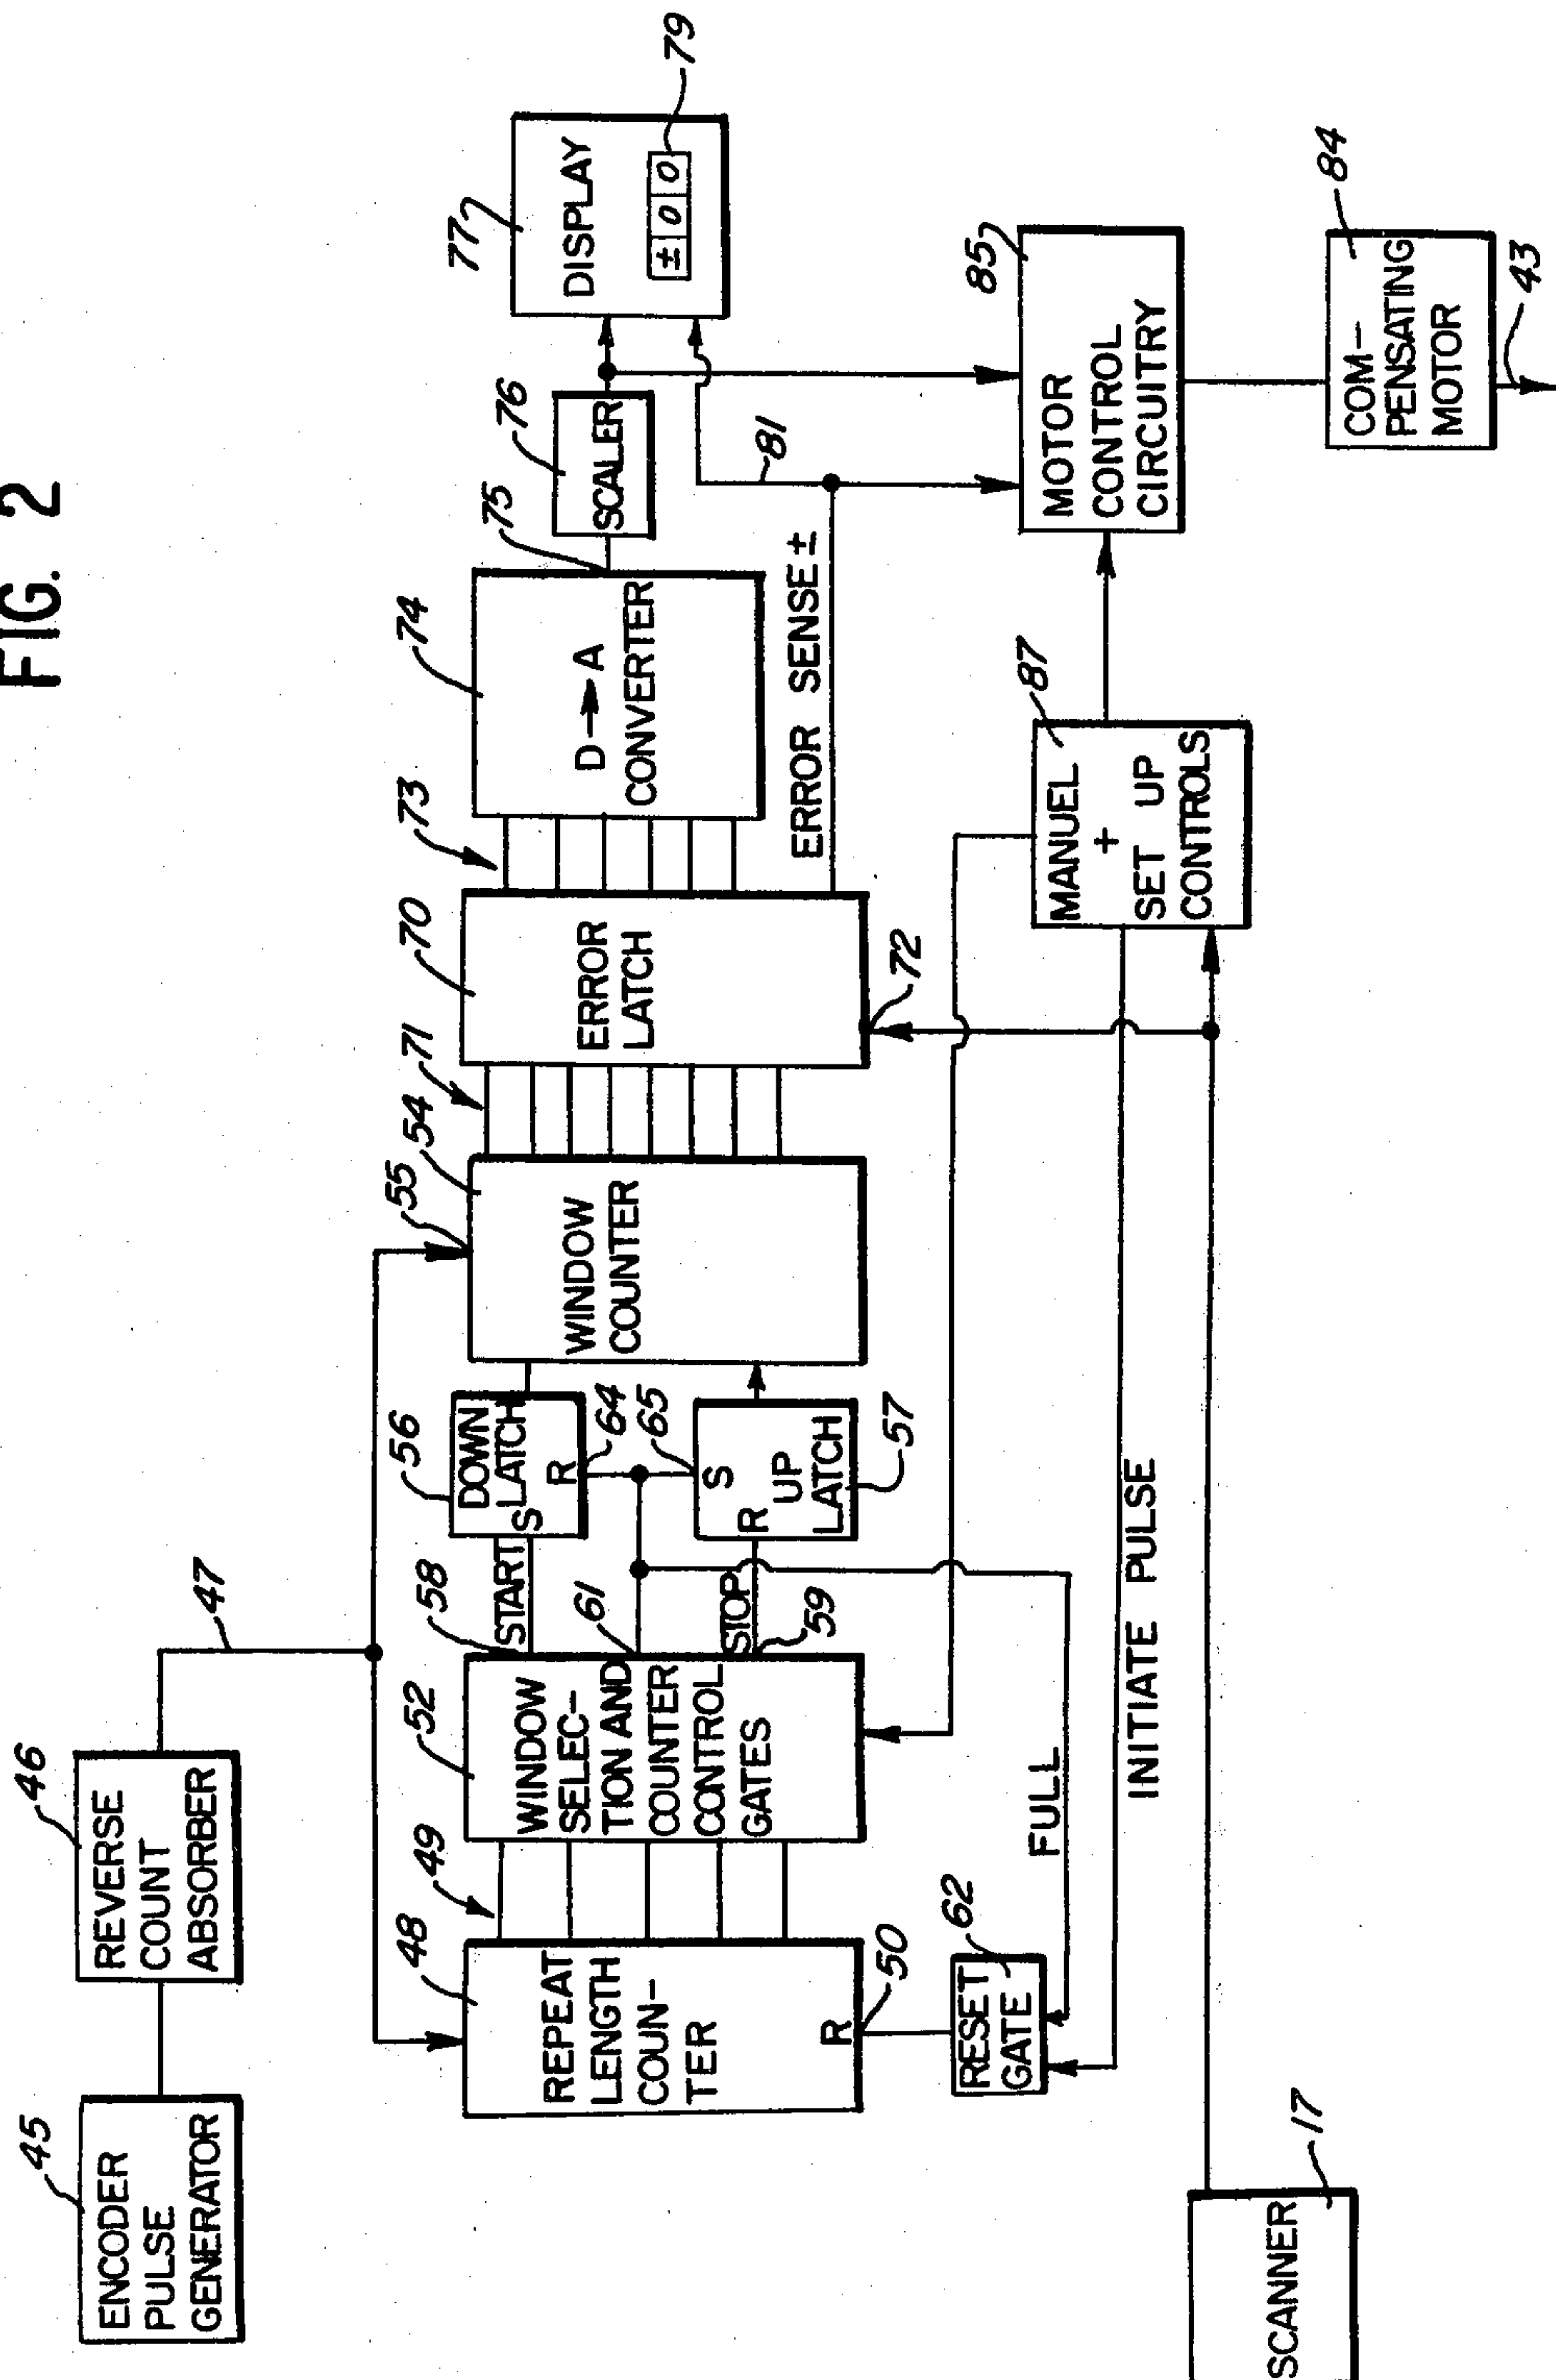 FIG. 2
45
ENCODER
PULSE
GENERATOR
46
REVERSE
COUNT
ABSORBER
47
48
REPEAT
LENGTH
COUN-
TER
R
50
49
52
WINDOW
SELEC-
TION AND
COUNTER
CONTROL
GATES
58
START
61
STOP
59
56
DOWN
LATCH
S
R
64
65
S
R
UP
LATCH
57
55
54
WINDOW
COUNTER
71
70
ERROR
LATCH
72
73
74
D→A
CONVERTER
75
76
SCALER
77
DISPLAY
± 0 0
79
ERROR SENSE ±
81
62
RESET
GATE
FULL
INITIATE PULSE
87
MANUEL
+
SET UP
CONTROLS
85
MOTOR
CONTROL
CIRCUITRY
84
COM-
PENSATING
MOTOR
43
17
SCANNER